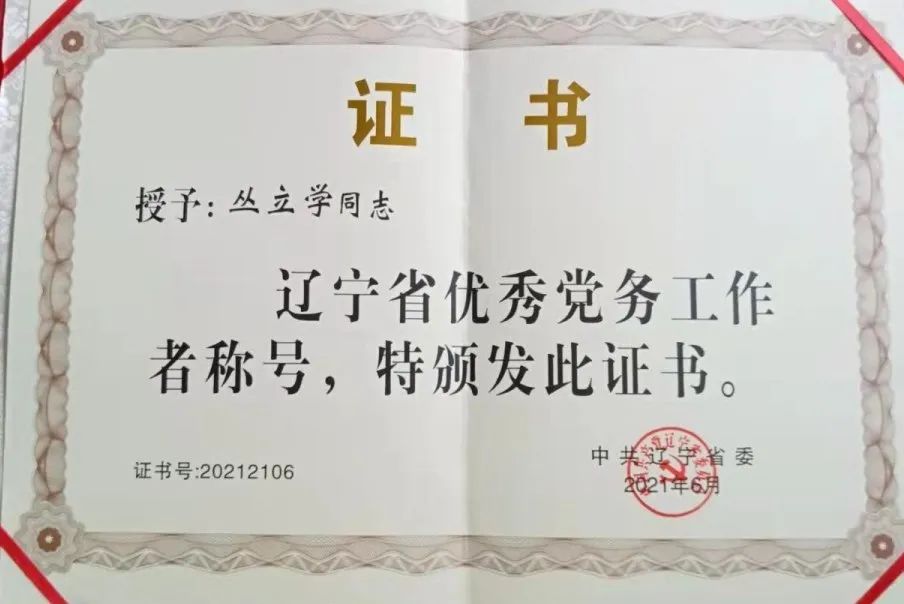 证 书
授予：丛立学同志
辽宁省优秀党务工作
者称号，特颁发此证书。
证书号:20212106
中共辽宁省委
2021年6月